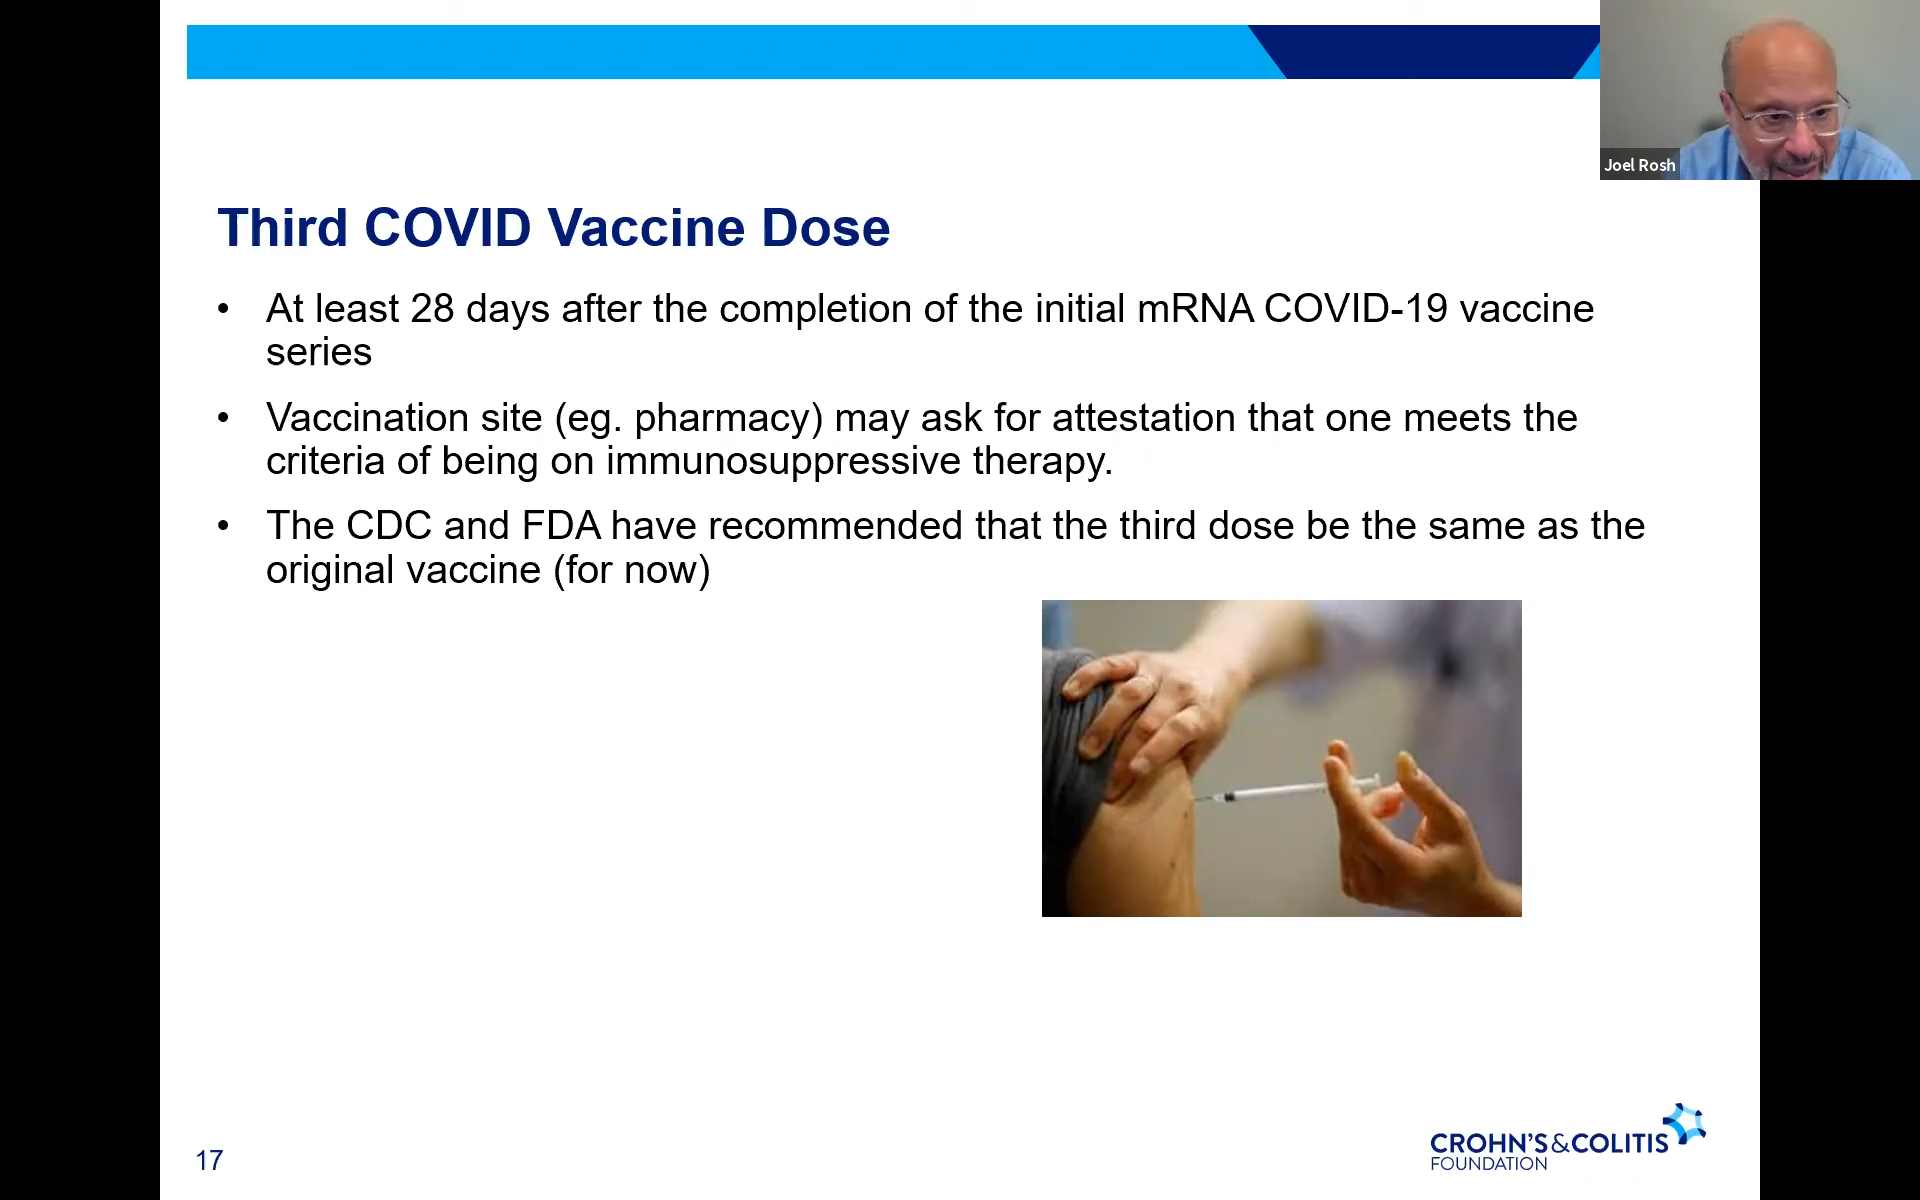 Joel Rosh
Third COVID Vaccine Dose
• At least 28 days after the completion of the initial mRNA COVID-19 vaccine
series
• Vaccination site (eg. pharmacy) may ask for attestation that one meets the
criteria of being on immunosuppressive therapy.
• The CDC and FDA have recommended that the third dose be the same as the
original vaccine (for now)
17
CROHN'S&COLITIS
FOUNDATION